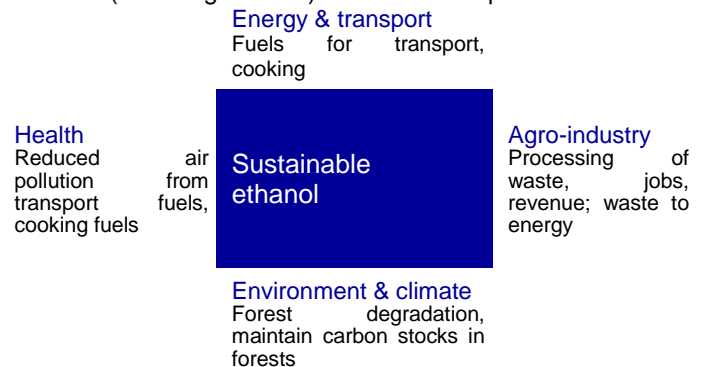 Energy & transport
Fuels for transport,
cooking
Health
Reduced air
pollution from
transport fuels,
cooking fuels
Sustainable
ethanol
Agro-industry
Processing of
waste, jobs,
revenue; waste to
energy
Environment & climate
Forest degradation,
maintain carbon stocks in
forests